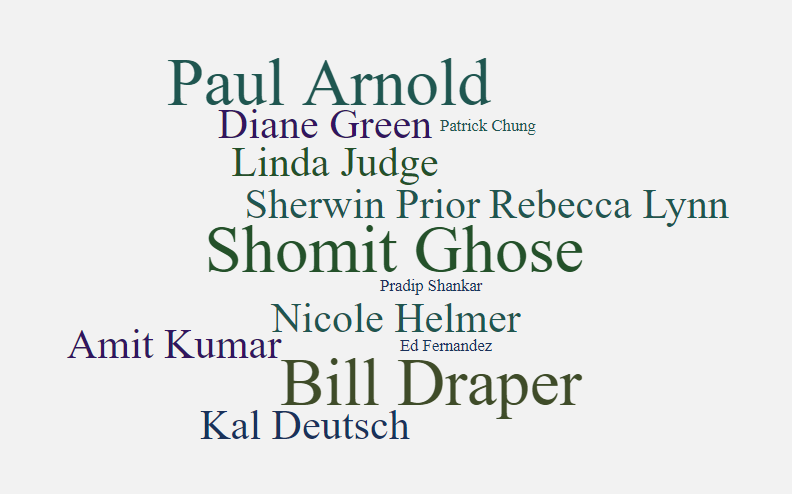 Paul Arnold
Diane Green
Patrick Chung
Linda Judge
Sherwin Prior
Rebecca Lynn
Shomit Ghose
Pradip Shankar
Nicole Helmer
Amit Kumar
Ed Fernandez
Bill Draper
Kal Deutsch